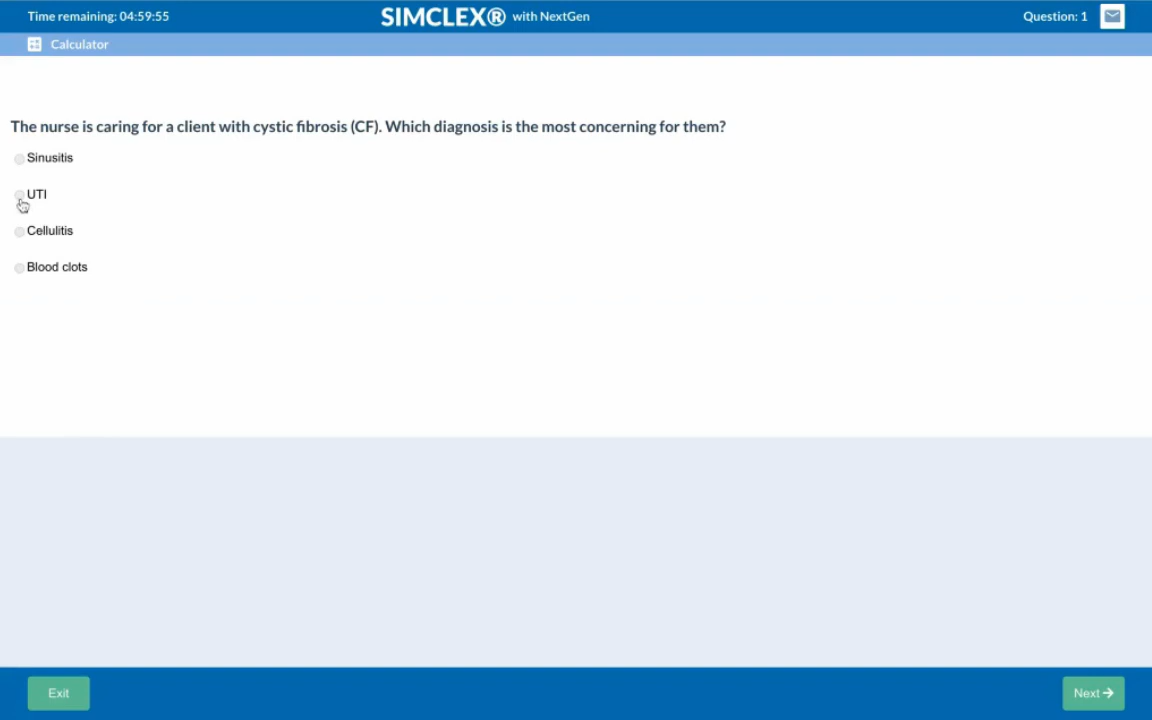 Time remaining: 04:59:55
SIMCLEX® with NextGen
Question: 1
Calculator
The nurse is caring for a client with cystic fibrosis (CF). Which diagnosis is the most concerning for them?
Sinusitis
UTI
Cellulitis
Blood clots
Exit
Next